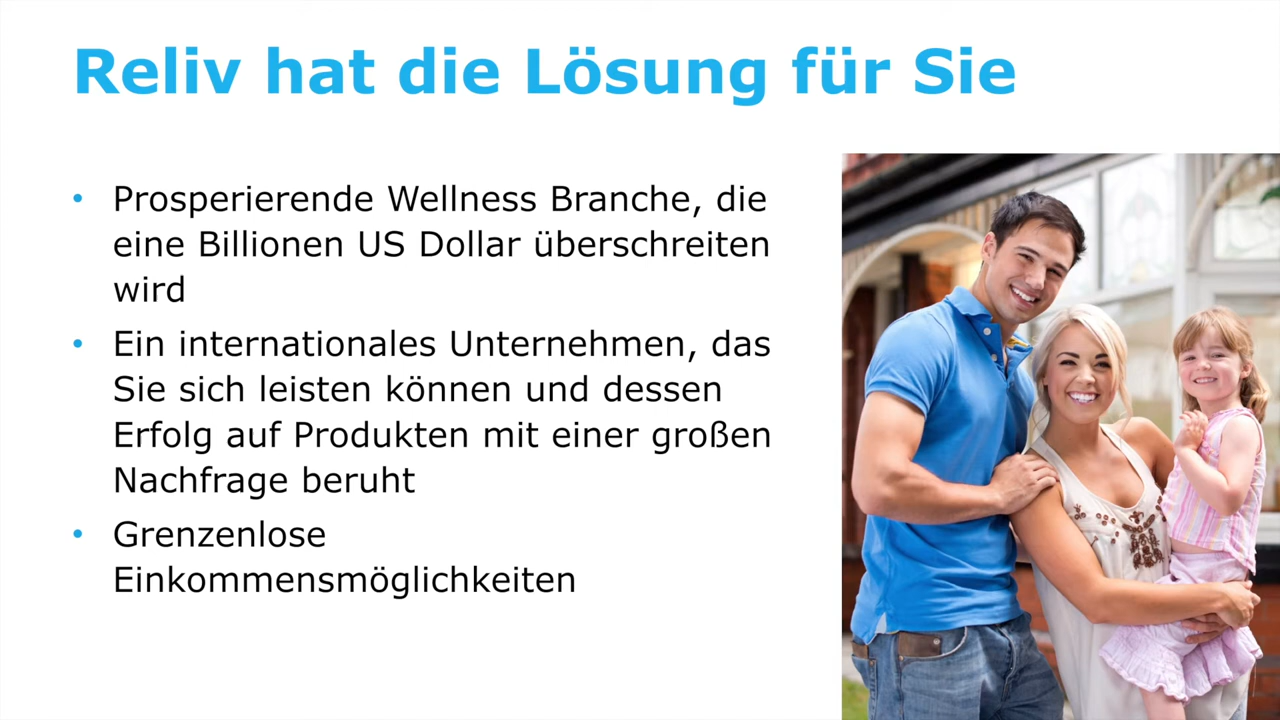 Reliv hat die Lösung für Sie
• Prosperierende Wellness Branche, die
eine Billionen US Dollar überschreiten
wird
• Ein internationales Unternehmen, das
Sie sich leisten können und dessen
Erfolg auf Produkten mit einer großen
Nachfrage beruht
• Grenzenlose
Einkommensmöglichkeiten